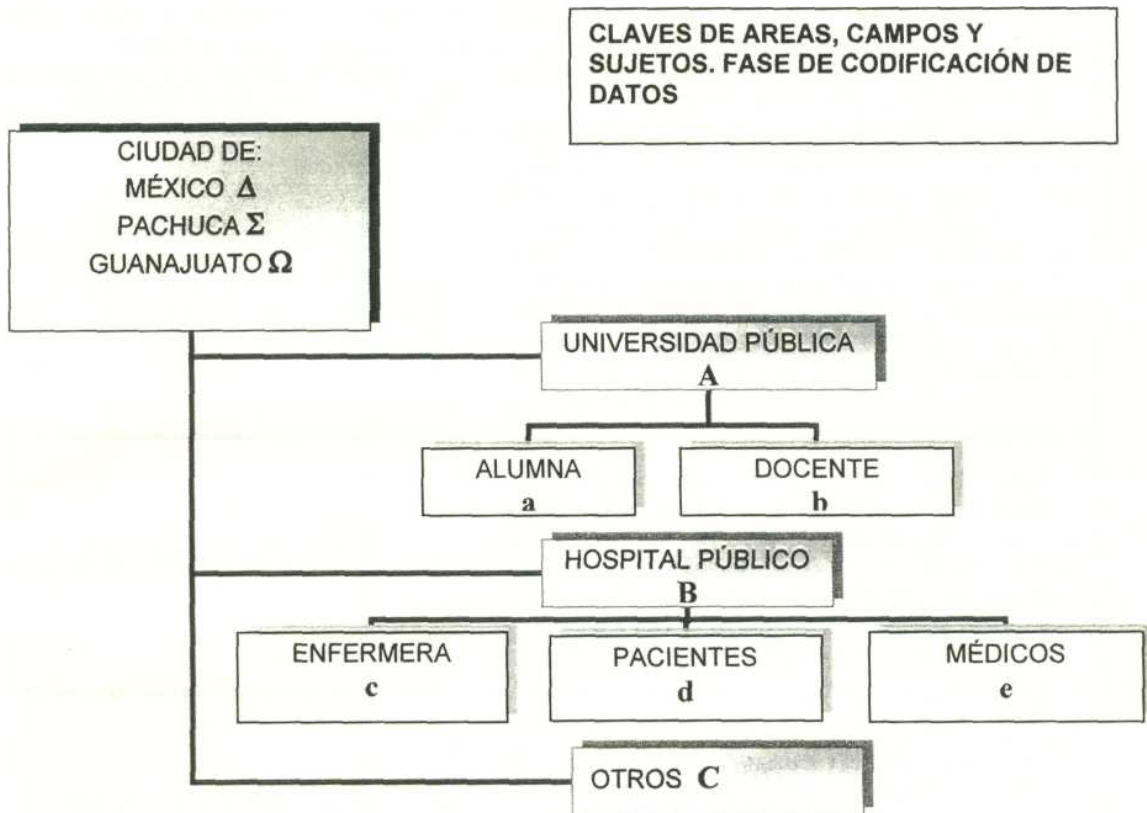 CLAVES DE AREAS, CAMPOS Y
SUJETOS. FASE DE CODIFICACIÓN DE
DATOS
CIUDAD DE:
MÉXICO Δ
PACHUCA Σ
GUANAJUATO Ω
UNIVERSIDAD PÚBLICA
A
ALUMNA
a
DOCENTE
b
HOSPITAL PÚBLICO
B
ENFERMERA
c
PACIENTES
d
MÉDICOS
e
OTROS C